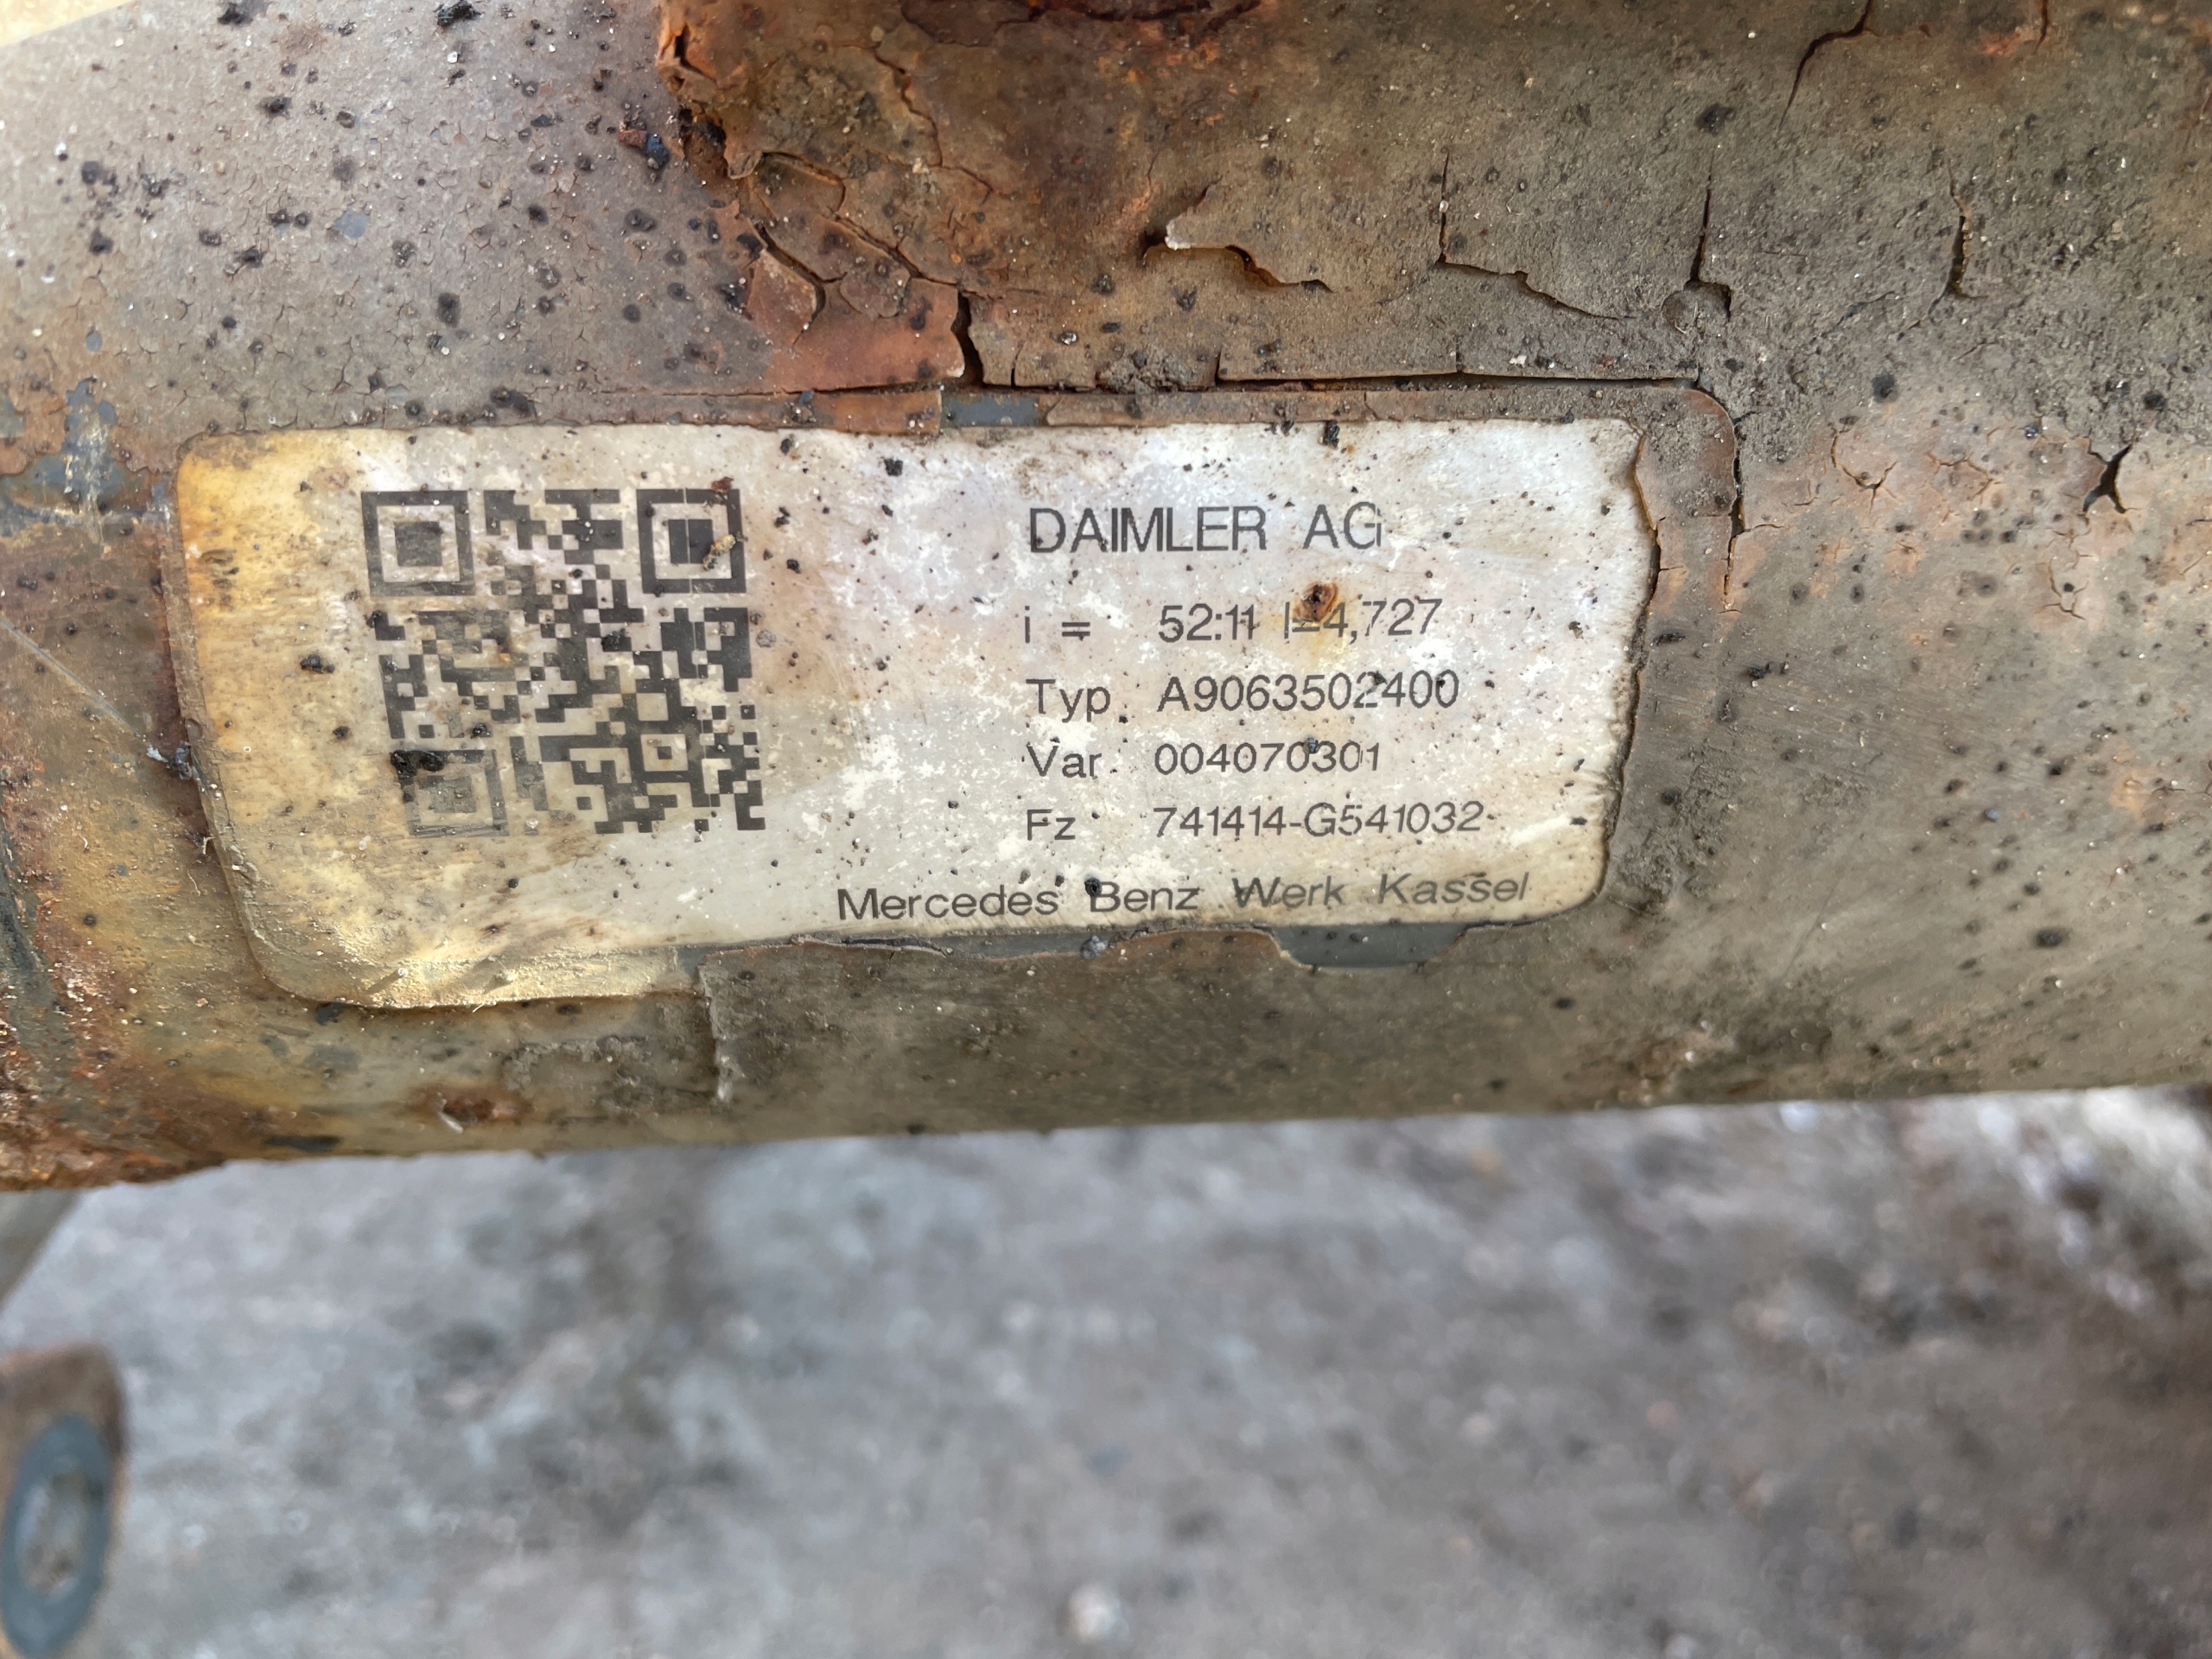 DAIMLER AG
i = 52:11 I=4,727
Typ. A9063502400
Var. 004070301
Fz 741414-G541032
Mercedes Benz Werk Kassel